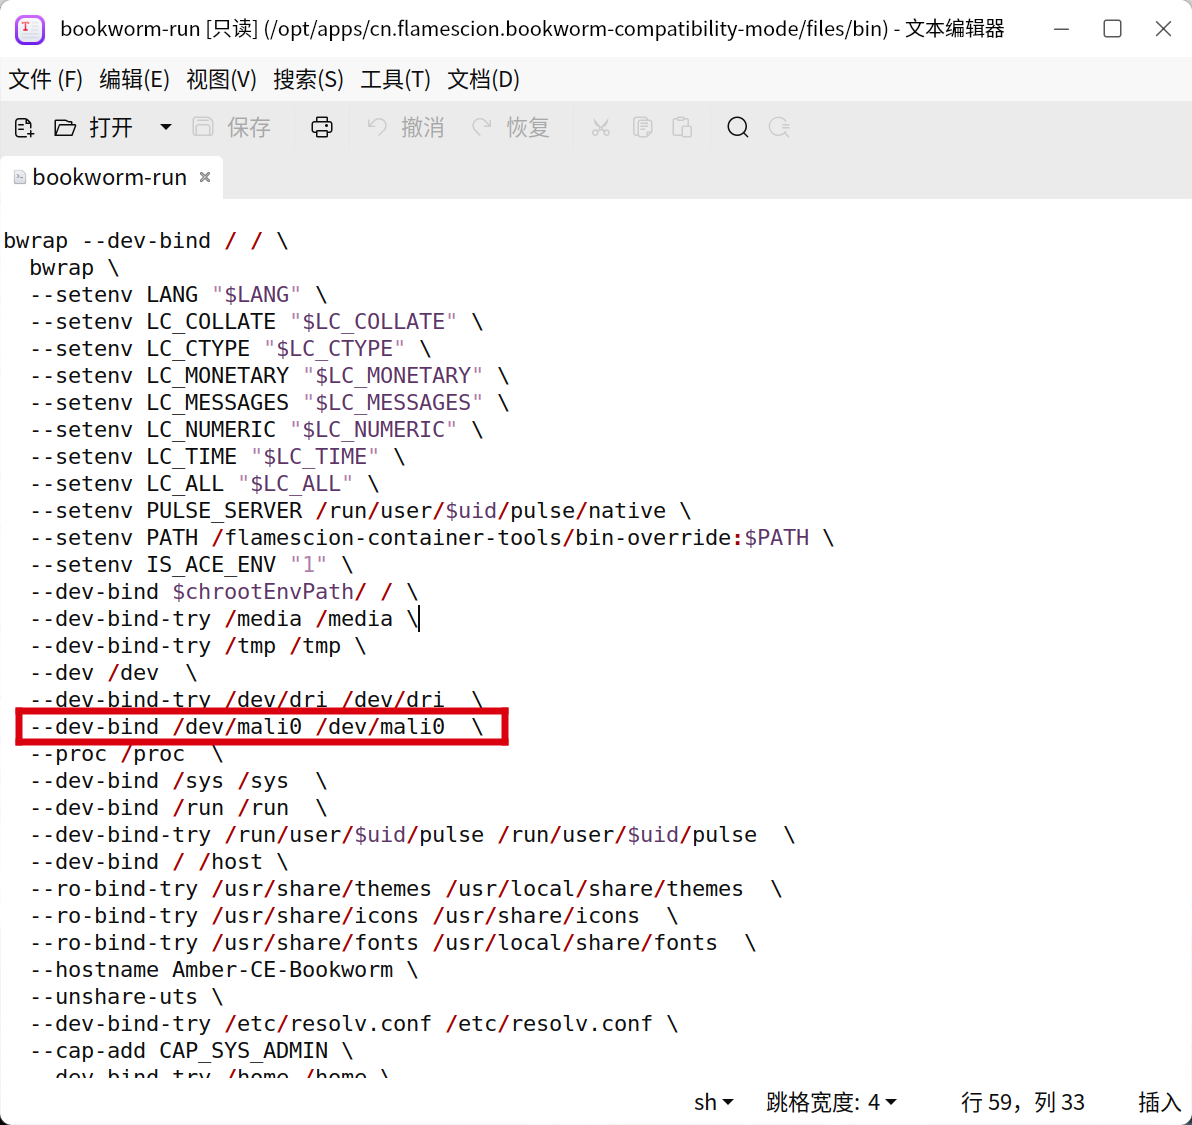 bookworm-run [只读] (/opt/apps/cn.flamescion.bookworm-compatibility-mode/files/bin) - 文本编辑器
文件 (F) 编辑(E) 视图(V) 搜索(S) 工具(T) 文档(D)
打开 保存 撤消 恢复
bookworm-run
bwrap --dev-bind / / \
  bwrap \
  --setenv LANG "$LANG" \
  --setenv LC_COLLATE "$LC_COLLATE" \
  --setenv LC_CTYPE "$LC_CTYPE" \
  --setenv LC_MONETARY "$LC_MONETARY" \
  --setenv LC_MESSAGES "$LC_MESSAGES" \
  --setenv LC_NUMERIC "$LC_NUMERIC" \
  --setenv LC_TIME "$LC_TIME" \
  --setenv LC_ALL "$LC_ALL" \
  --setenv PULSE_SERVER /run/user/$uid/pulse/native \
  --setenv PATH /flamescion-container-tools/bin-override:$PATH \
  --setenv IS_ACE_ENV "1" \
  --dev-bind $chrootEnvPath/ / \
  --dev-bind-try /media /media \
  --dev-bind-try /tmp /tmp \
  --dev /dev  \
  --dev-bind-try /dev/dri /dev/dri  \
  --dev-bind /dev/mali0 /dev/mali0  \
  --proc /proc  \
  --dev-bind /sys /sys  \
  --dev-bind /run /run  \
  --dev-bind-try /run/user/$uid/pulse /run/user/$uid/pulse  \
  --dev-bind / /host \
  --ro-bind-try /usr/share/themes /usr/local/share/themes  \
  --ro-bind-try /usr/share/icons /usr/share/icons  \
  --ro-bind-try /usr/share/fonts /usr/local/share/fonts  \
  --hostname Amber-CE-Bookworm \
  --unshare-uts \
  --dev-bind-try /etc/resolv.conf /etc/resolv.conf \
  --cap-add CAP_SYS_ADMIN \
  --dev-bind-try /home /home \
sh 跳格宽度: 4 行 59，列 33 插入